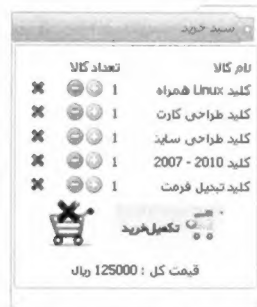 سبد خرید
نام کالا تعداد کالا
کلید Linux همراه 1
کلید طراحی کارت 1
کلید طراحی سایت 1
کلید 2010 - 2007 1
کلید تبدیل فرمت 1
تکمیل خرید
قیمت کل : 125000 ریال